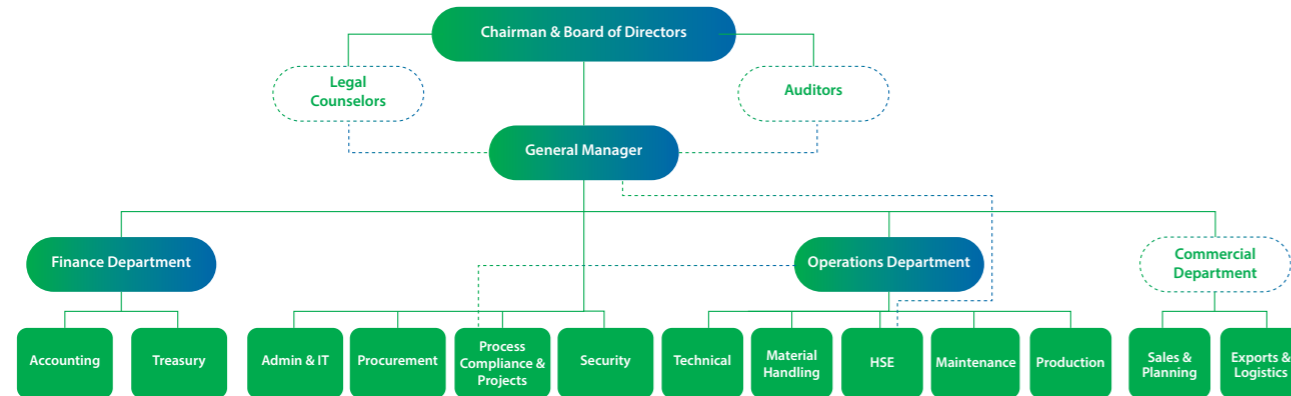 Chairman & Board of Directors
Legal
Counselors
Auditors
General Manager
Finance Department
Operations Department
Commercial
Department
Accounting
Treasury
Admin & IT
Procurement
Process
Compliance &
Projects
Security
Technical
Material
Handling
HSE
Maintenance
Production
Sales &
Planning
Exports &
Logistics